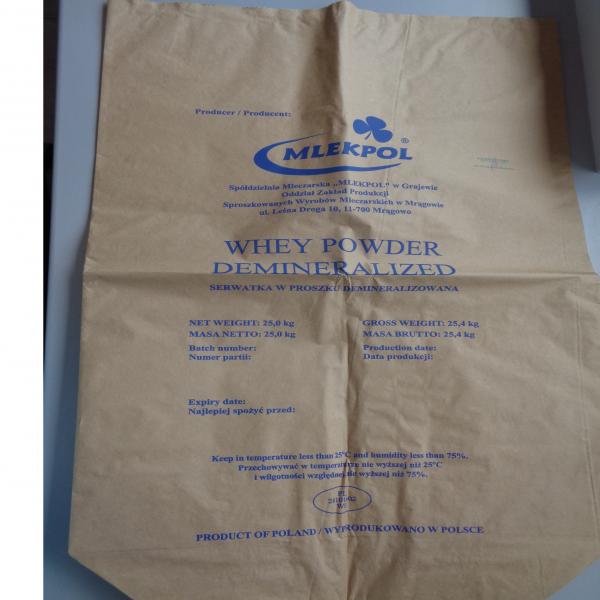 Producer / Producent:
MLEKPOL®
Spółdzielnia Mleczarska „MLEKPOL” w Grajewie
Oddział Zakład Produkcji
Sproszkowanych Wyrobów Mleczarskich w Mrągowie
ul. Leśna Droga 10, 11-700 Mrągowo
WHEY POWDER
DEMINERALIZED
SERWATKA W PROSZKU DEMINERALIZOWANA
NET WEIGHT: 25,0 kg
MASA NETTO: 25,0 kg
GROSS WEIGHT: 25,4 kg
MASA BRUTTO: 25,4 kg
Batch number:
Numer partii:
Production date:
Data produkcji:
Expiry date:
Najlepiej spożyć przed:
Keep in temperature less than 25°C and humidity less than 75%.
Przechowywać w temperaturze nie wyższej niż 25°C
i wilgotności względnej nie wyższej niż 75%.
PL
PRODUCT OF POLAND / WYPRODUKOWANO W POLSCE